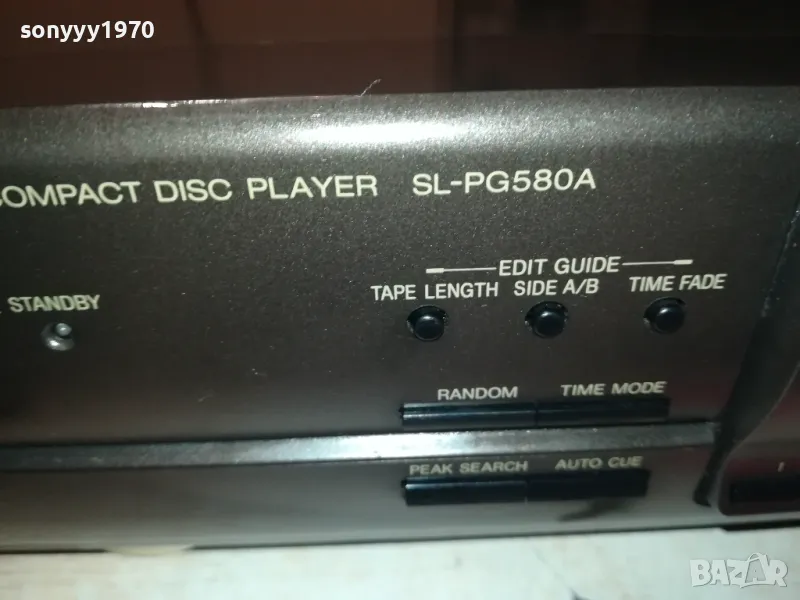 sonyyy1970
COMPACT DISC PLAYER SL-PG580A
EDIT GUIDE
STANDBY
TAPE LENGTH SIDE A/B TIME FADE
RANDOM TIME MODE
PEAK SEARCH AUTO CUE
BAZAR